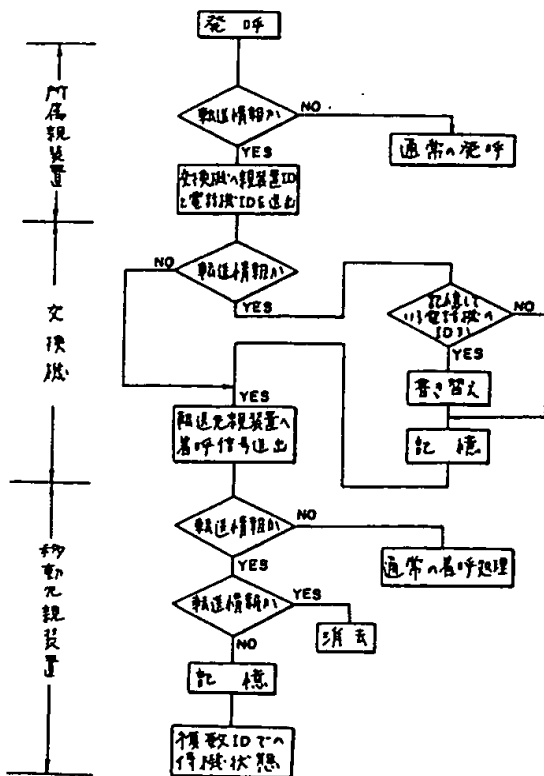 発呼
所属親装置
転送情報か
NO
YES
通常の発呼
交換機へ親装置ID
と電話機IDを送出
交換機
転送情報か
NO
YES
記憶して
いる電話機の
IDか
NO
YES
書き替え
記憶
YES
転送先親装置へ
着呼信号送出
移動先親装置
転送情報か
NO
YES
通常の着呼処理
転送情報か
YES
消去
NO
記憶
複数IDでの
待機状態